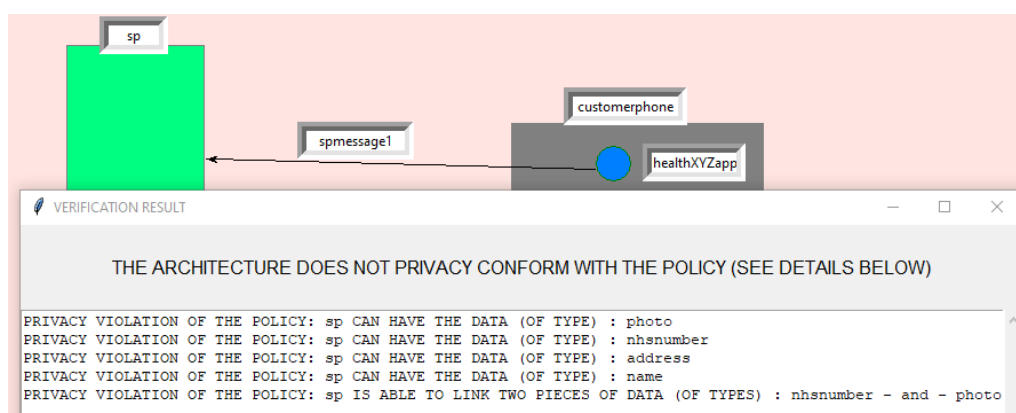 sp
customerphone
spmessage1
healthXYZapp
VERIFICATION RESULT
THE ARCHITECTURE DOES NOT PRIVACY CONFORM WITH THE POLICY (SEE DETAILS BELOW)
PRIVACY VIOLATION OF THE POLICY: sp CAN HAVE THE DATA (OF TYPE) : photo
PRIVACY VIOLATION OF THE POLICY: sp CAN HAVE THE DATA (OF TYPE) : nhsnumber
PRIVACY VIOLATION OF THE POLICY: sp CAN HAVE THE DATA (OF TYPE) : address
PRIVACY VIOLATION OF THE POLICY: sp CAN HAVE THE DATA (OF TYPE) : name
PRIVACY VIOLATION OF THE POLICY: sp IS ABLE TO LINK TWO PIECES OF DATA (OF TYPES) : nhsnumber - and - photo